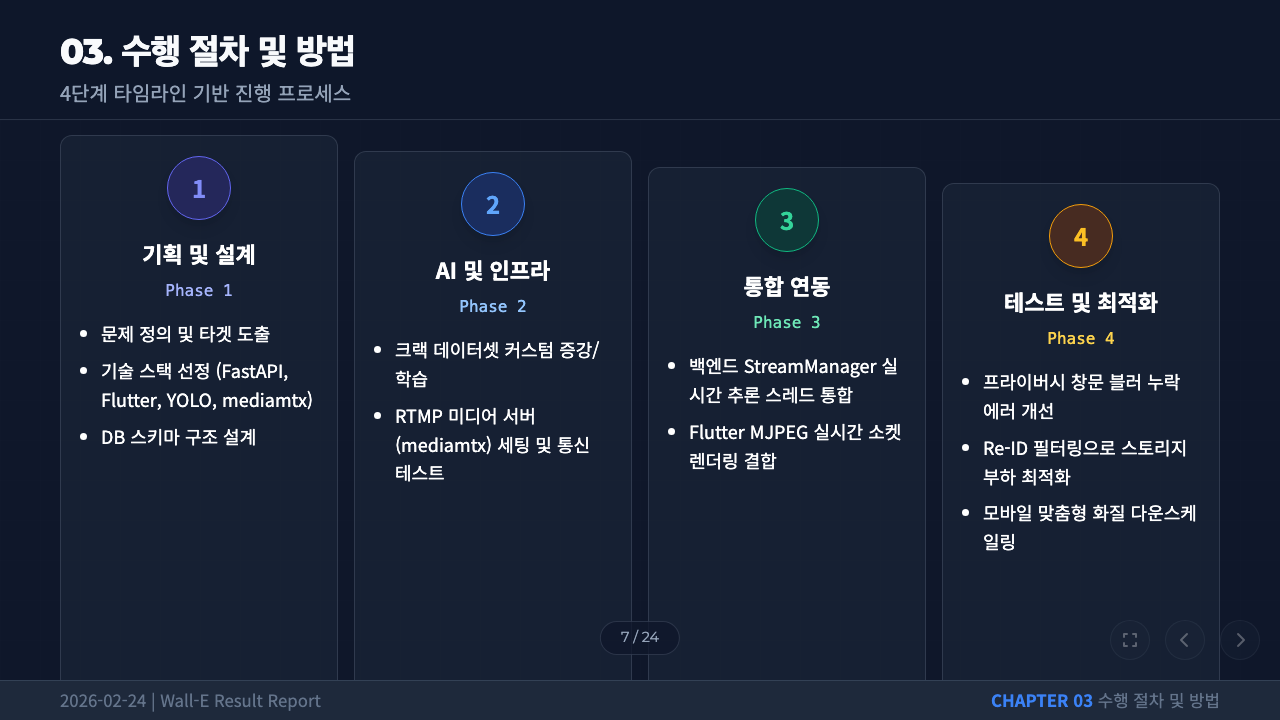 03. 수행 절차 및 방법
4단계 타임라인 기반 진행 프로세스
1
기획 및 설계
Phase 1
• 문제 정의 및 타겟 도출
• 기술 스택 선정 (FastAPI,
Flutter, YOLO, mediamtx)
• DB 스키마 구조 설계
2
AI 및 인프라
Phase 2
• 크랙 데이터셋 커스텀 증강/
학습
• RTMP 미디어 서버
(mediamtx) 세팅 및 통신
테스트
3
통합 연동
Phase 3
• 백엔드 StreamManager 실
시간 추론 스레드 통합
• Flutter MJPEG 실시간 소켓
렌더링 결합
4
테스트 및 최적화
Phase 4
• 프라이버시 창문 블러 누락
에러 개선
• Re-ID 필터링으로 스토리지
부하 최적화
• 모바일 맞춤형 화질 다운스케
일링
7 / 24
2026-02-24 | Wall-E Result Report
CHAPTER 03 수행 절차 및 방법